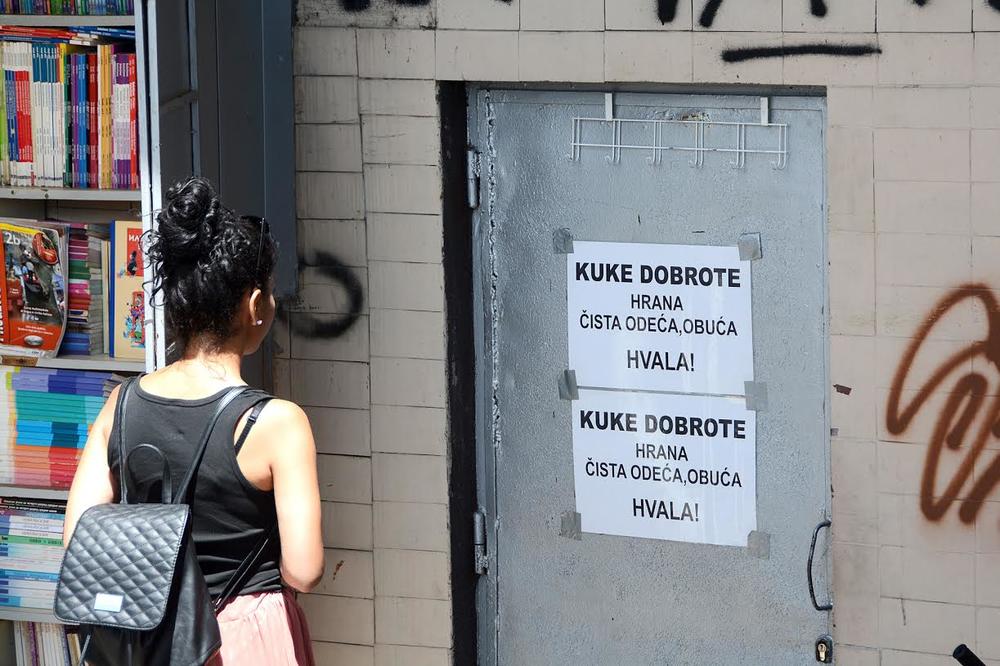 KUKE DOBROTE
HRANA
ČISTA ODEĆA,OBUĆA
HVALA!
KUKE DOBROTE
HRANA
ČISTA ODEĆA,OBUĆA
HVALA!